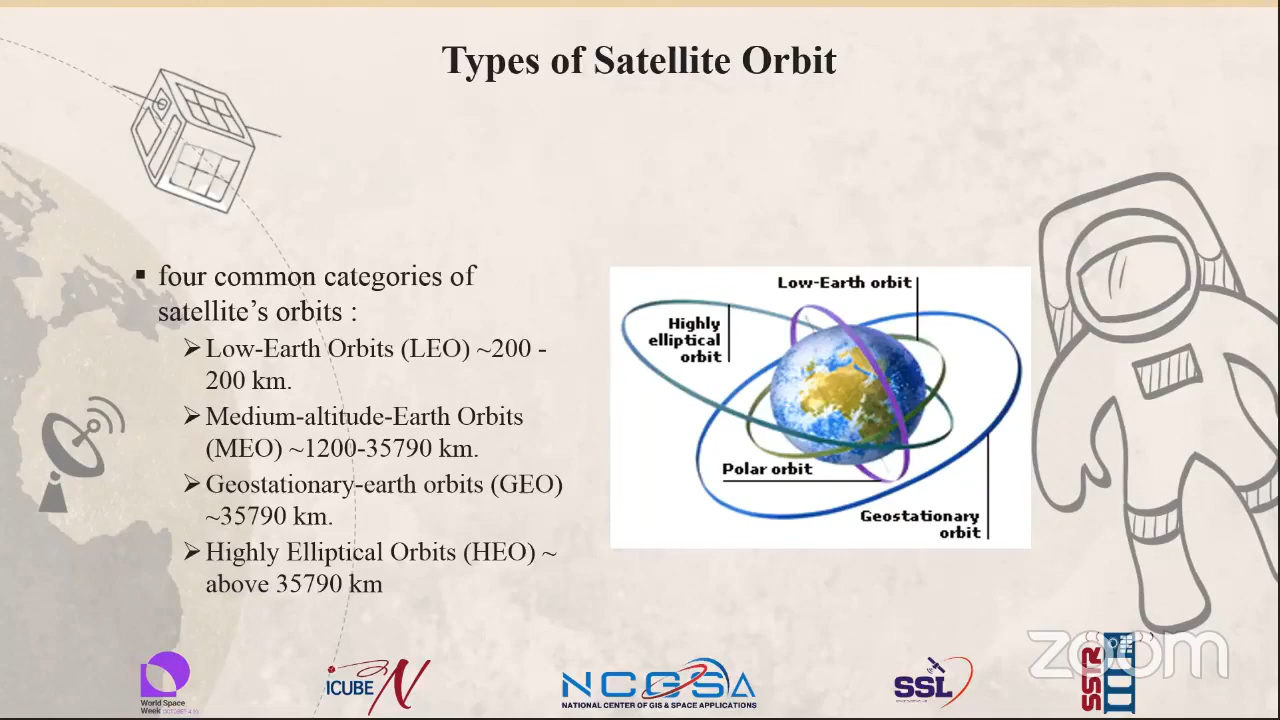 Types of Satellite Orbit
▪ four common categories of
satellite’s orbits :
➢Low-Earth Orbits (LEO) ~200 -
200 km.
➢Medium-altitude-Earth Orbits
(MEO) ~1200-35790 km.
➢Geostationary-earth orbits (GEO)
~35790 km.
➢Highly Elliptical Orbits (HEO) ~
above 35790 km
Low-Earth orbit
Highly
elliptical
orbit
Polar orbit
Geostationary
orbit
World Space
Week
ICUBE N
NCGSA
NATIONAL CENTER OF GIS & SPACE APPLICATIONS
SSL
SSR
zoom